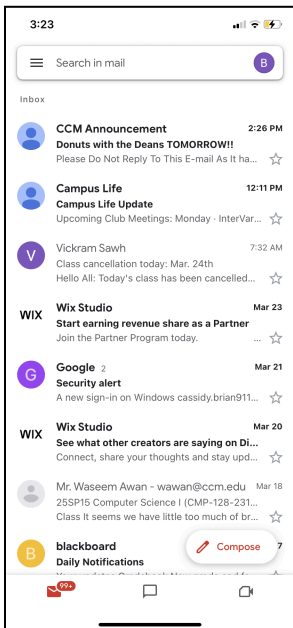 3:23
Search in mail
B
Inbox
CCM Announcement 2:26 PM
Donuts with the Deans TOMORROW!!
Please Do Not Reply To This E-mail As It ha...
Campus Life 12:11 PM
Campus Life Update
Upcoming Club Meetings: Monday · InterVar...
V
Vickram Sawh 7:32 AM
Class cancellation today: Mar. 24th
Hello All: Today's class has been cancelled...
WIX
Wix Studio Mar 23
Start earning revenue share as a Partner
Join the Partner Program today. ...
G
Google 2 Mar 21
Security alert
A new sign-in on Windows cassidy.brian911...
WIX
Wix Studio Mar 20
See what other creators are saying on Di...
Connect, share your thoughts and stay upd...
Mr. Waseem Awan - wawan@ccm.edu Mar 18
25SP15 Computer Science I (CMP-128-231...
Class It seems we have little too much of br...
B
blackboard 7
Daily Notifications
Compose
99+